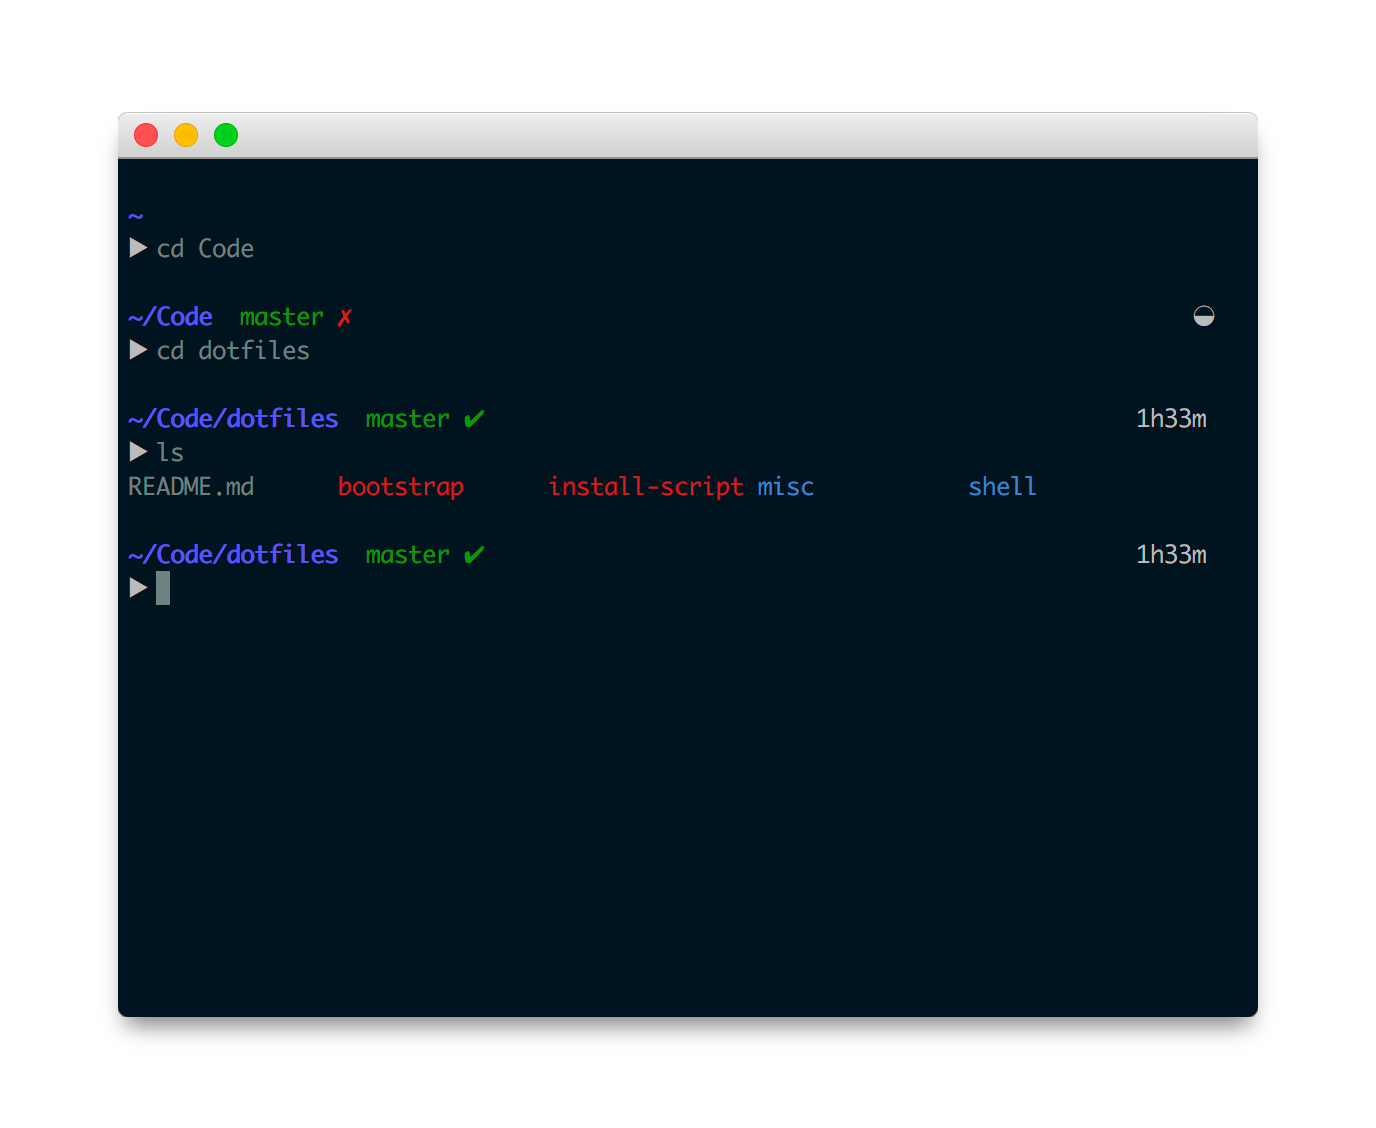 ~
▶ cd Code
~/Code master ✗ ◒
▶ cd dotfiles
~/Code/dotfiles master ✔ 1h33m
▶ ls
README.md bootstrap install-script misc shell
~/Code/dotfiles master ✔ 1h33m
▶